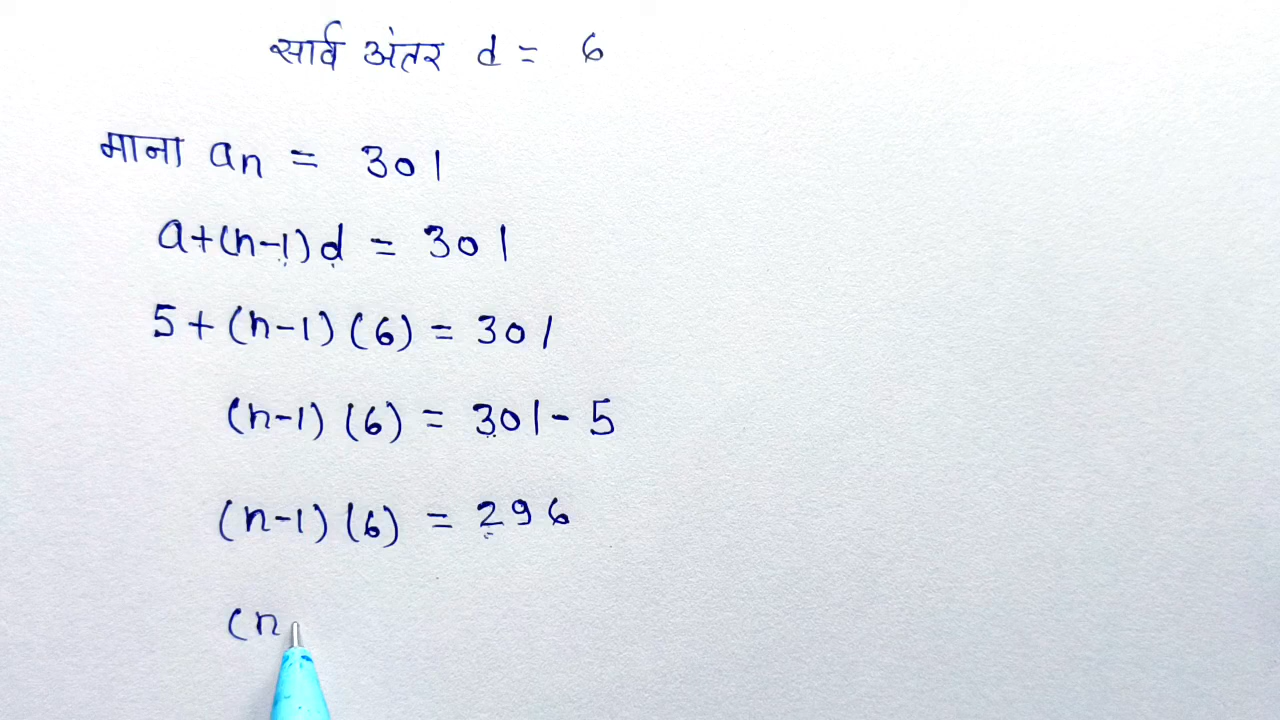 सार्व अंतर d = 6
माना an = 301
a+(n-1)d = 301
5+(n-1)(6) = 301
(n-1)(6) = 301-5
(n-1)(6) = 296
(n